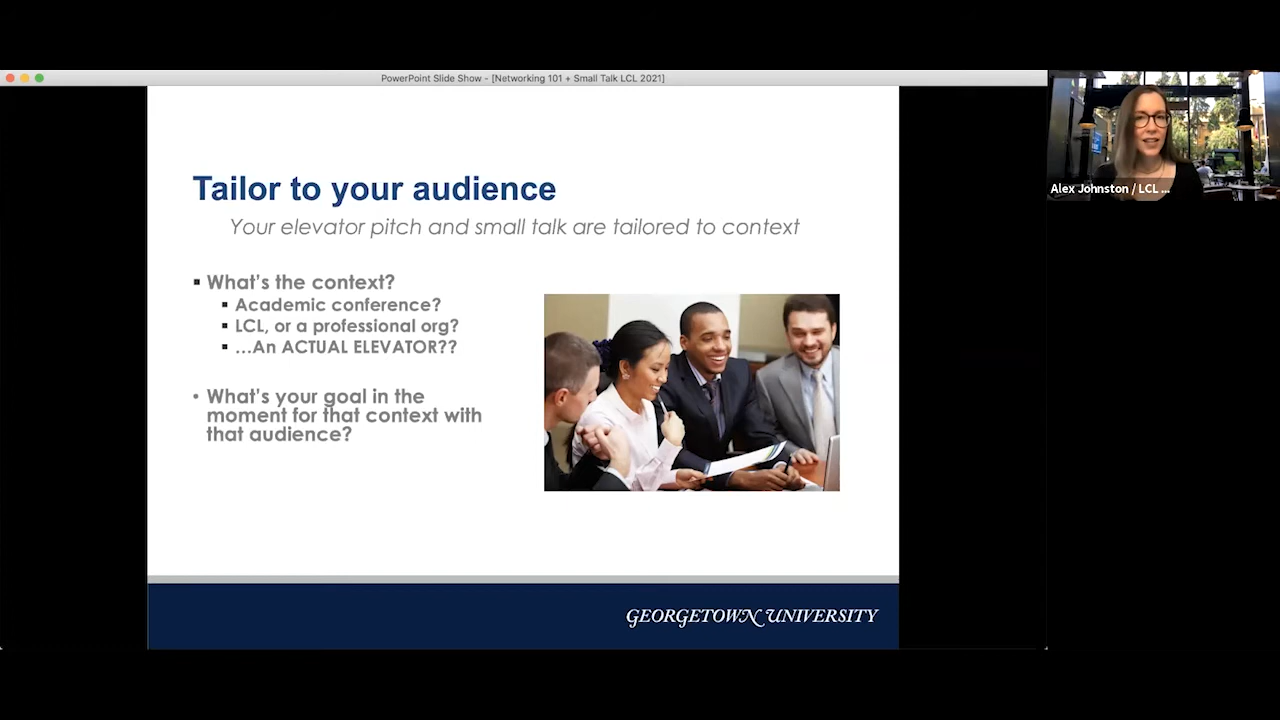 PowerPoint Slide Show - [Networking 101 + Small Talk LCL 2021]
Tailor to your audience
Your elevator pitch and small talk are tailored to context
▪ What's the context?
▪ Academic conference?
▪ LCL, or a professional org?
▪ …An ACTUAL ELEVATOR??
• What's your goal in the
moment for that context with
that audience?
GEORGETOWN UNIVERSITY
Alex Johnston / LCL ...